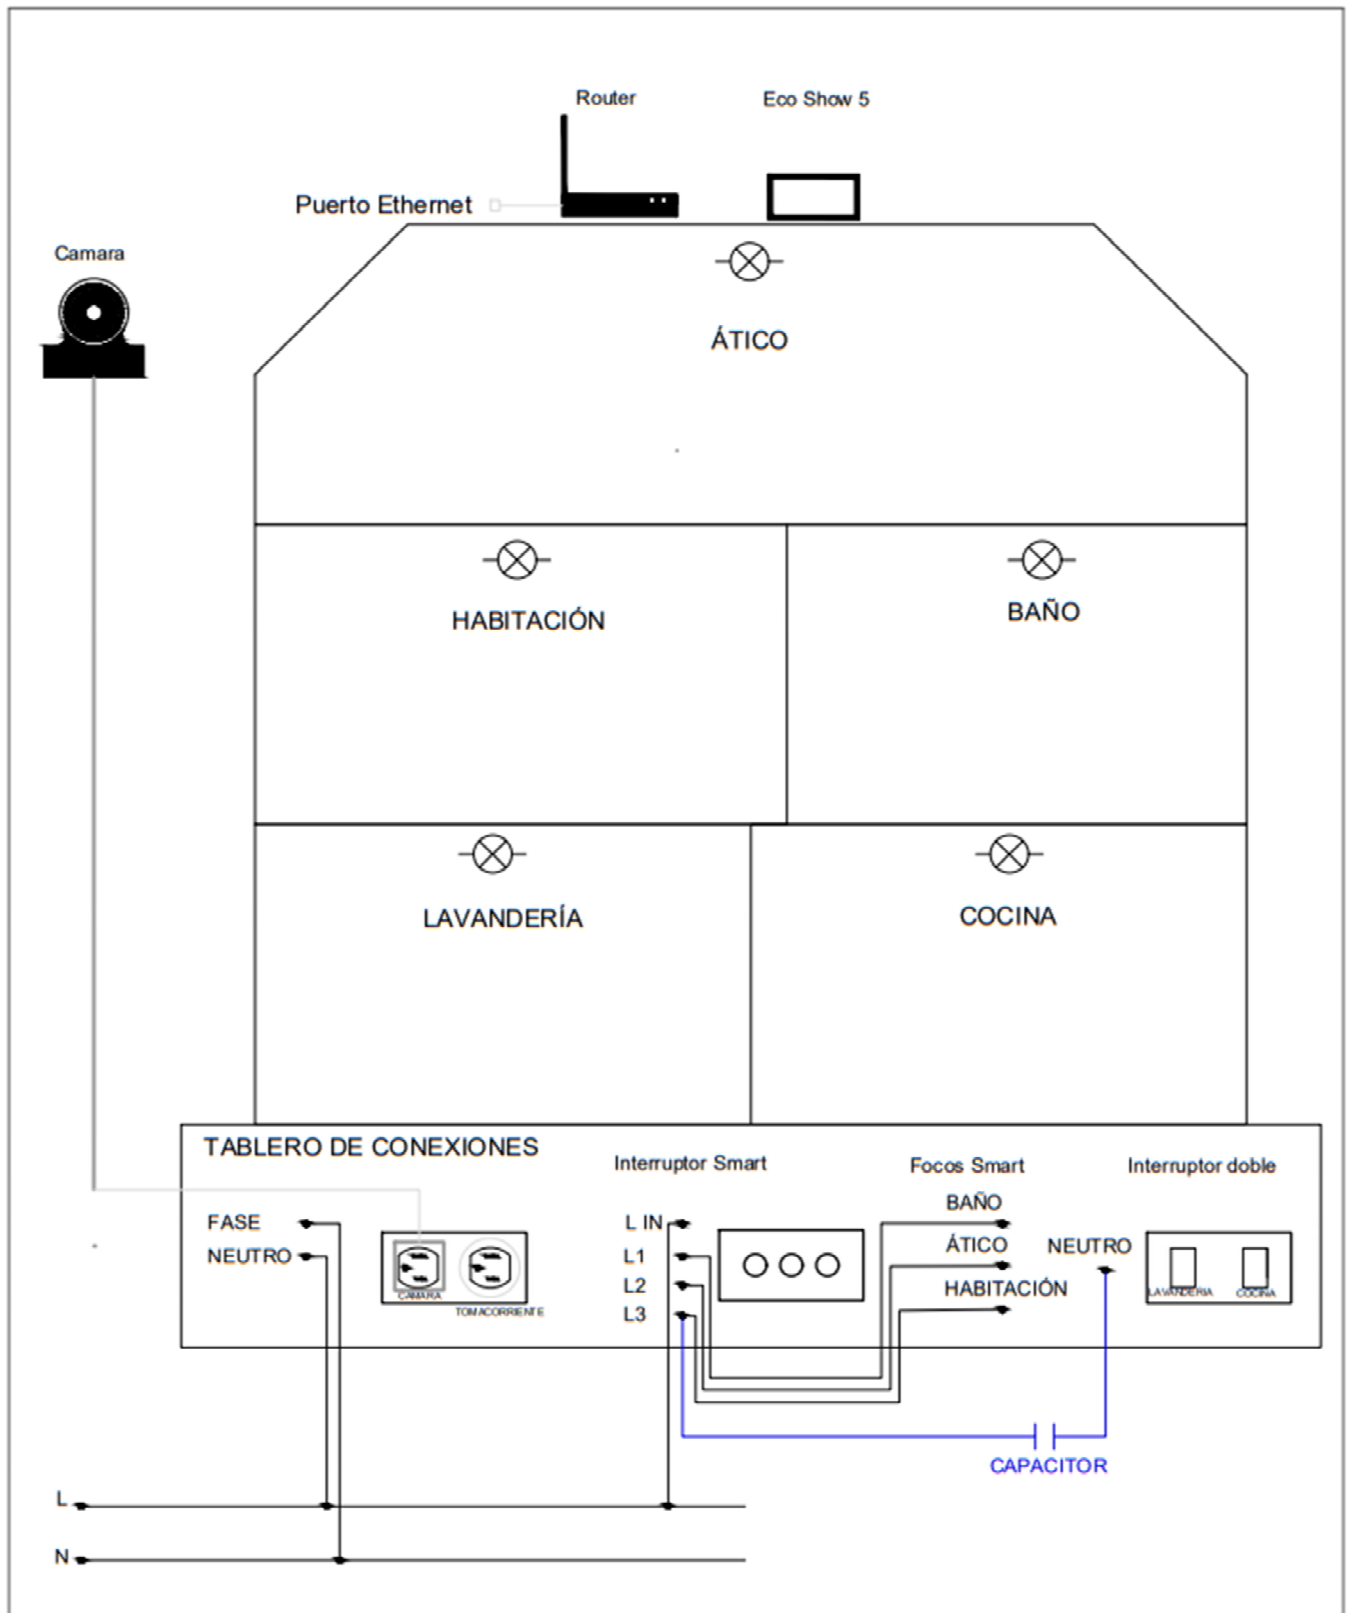 Router
Eco Show 5
Puerto Ethernet
Camara
ÁTICO
HABITACIÓN
BAÑO
LAVANDERÍA
COCINA
TABLERO DE CONEXIONES
Interruptor Smart
Focos Smart
Interruptor doble
FASE
NEUTRO
CAMARA
TOMACORRIENTE
L IN
L1
L2
L3
BAÑO
ÁTICO
HABITACIÓN
NEUTRO
LAVANDERIA
COCINA
CAPACITOR
L
N